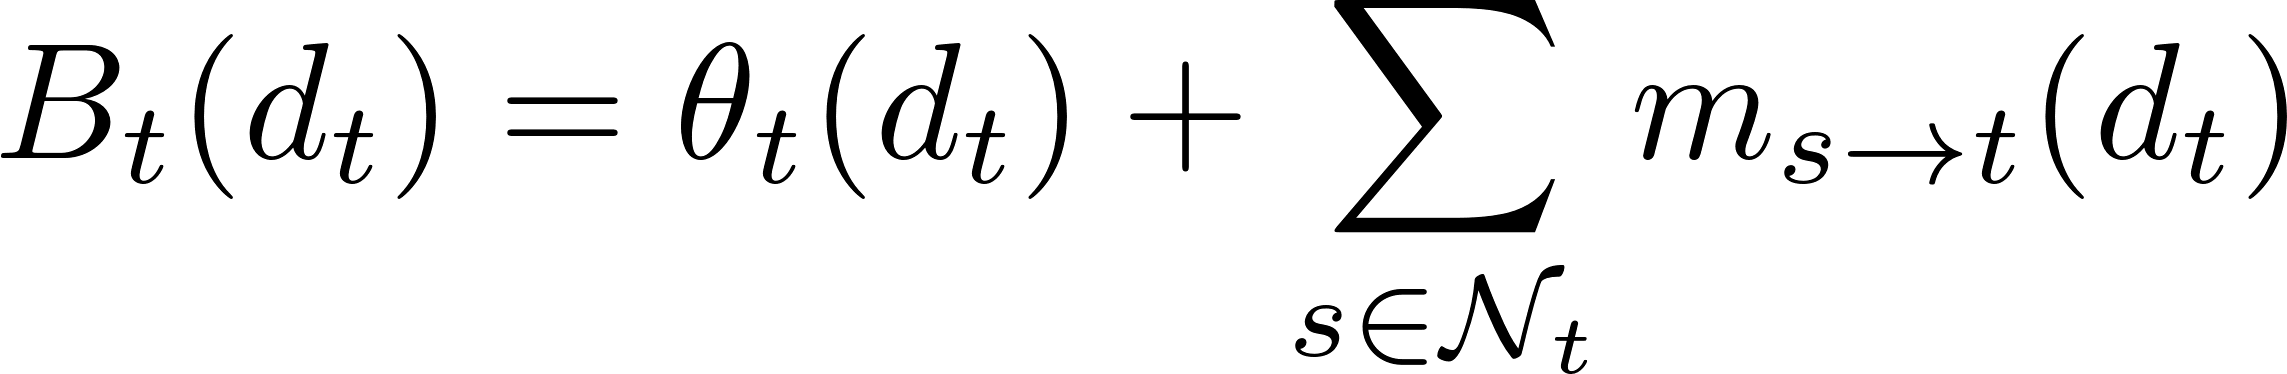 $B_t(d_t) = \theta_t(d_t) + \sum_{s \in \mathcal{N}_t} m_{s \to t}(d_t)$